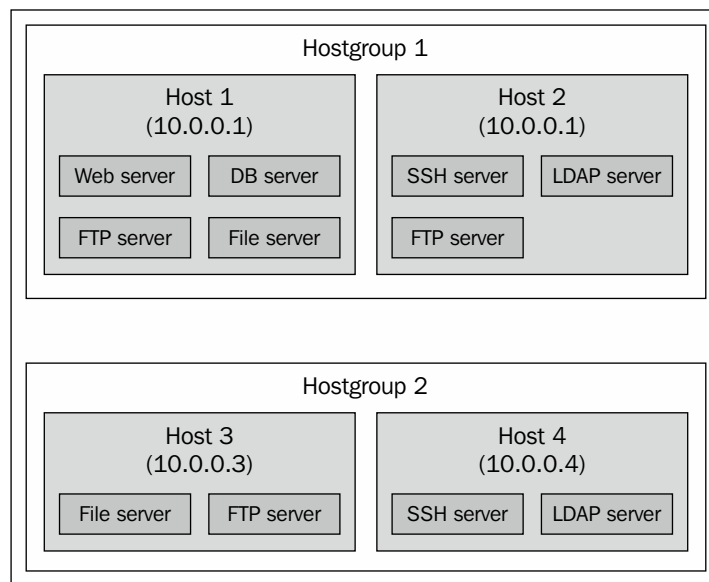 Hostgroup 1
Host 1
(10.0.0.1)
Web server
DB server
FTP server
File server
Host 2
(10.0.0.1)
SSH server
LDAP server
FTP server
Hostgroup 2
Host 3
(10.0.0.3)
File server
FTP server
Host 4
(10.0.0.4)
SSH server
LDAP server